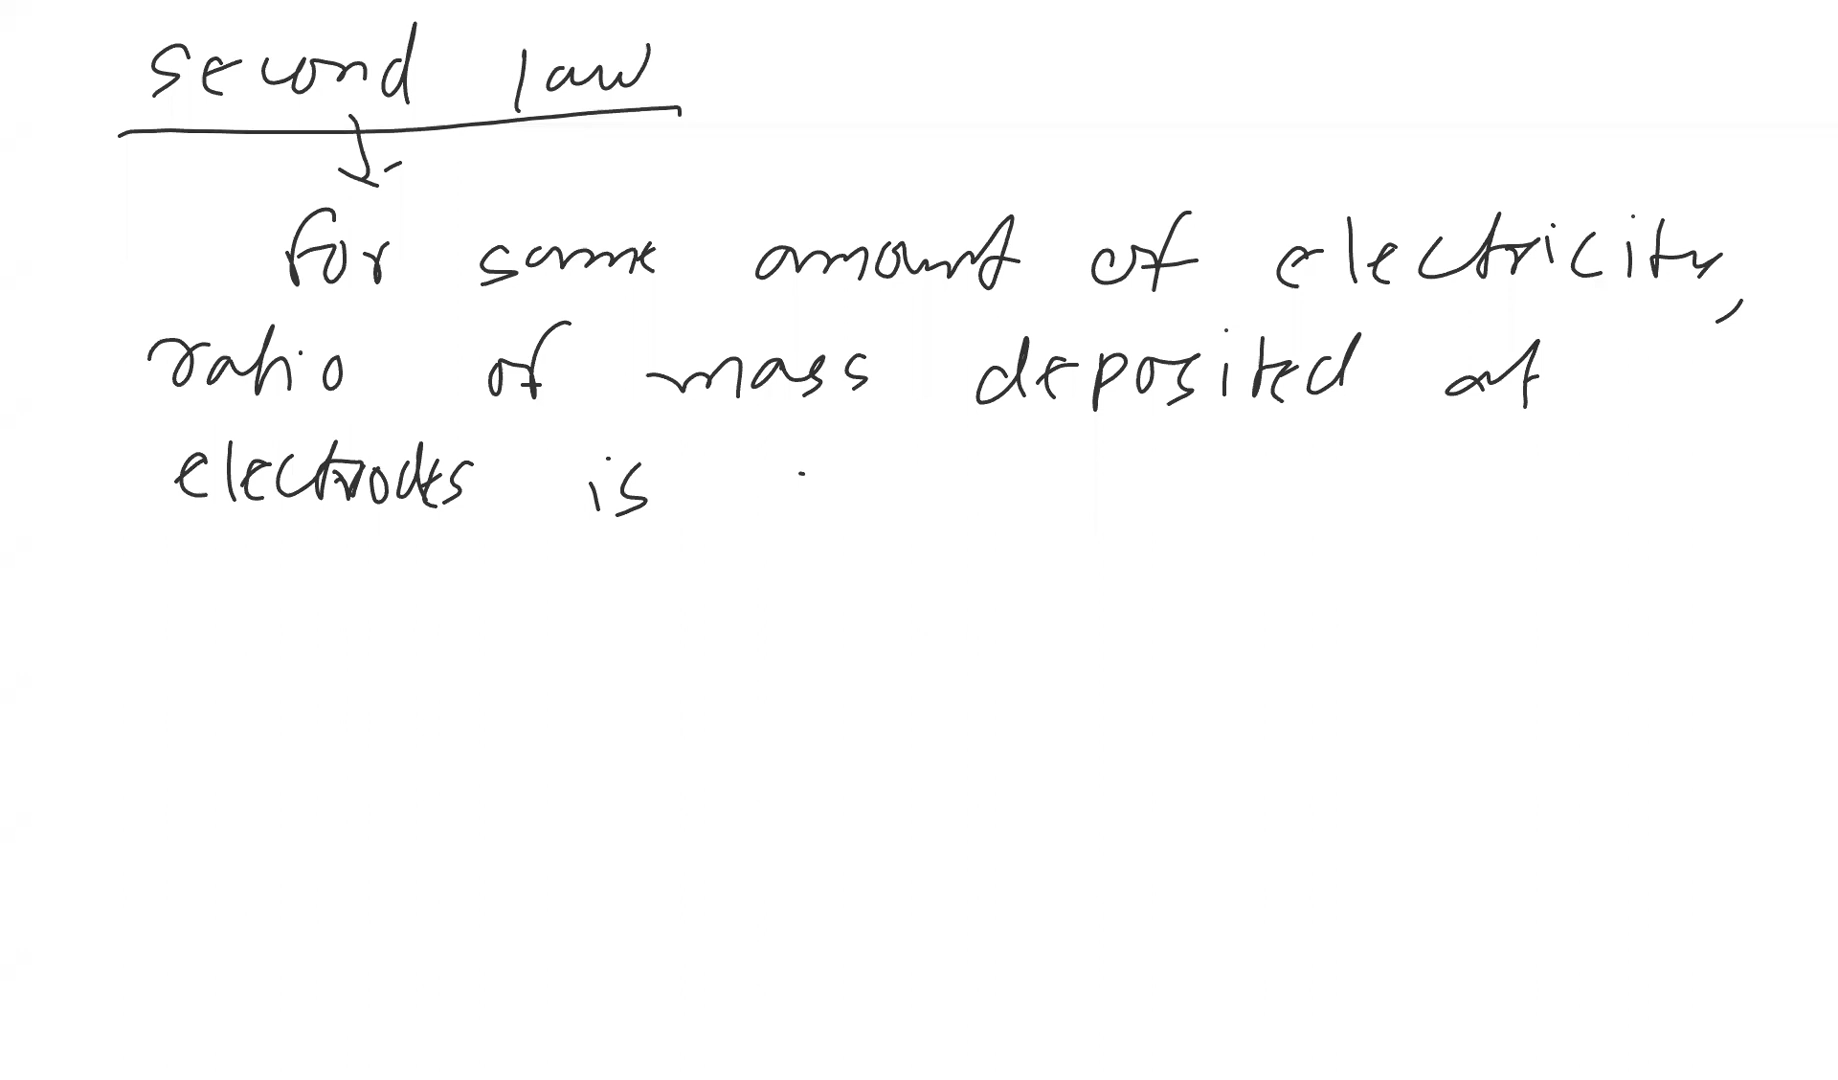 second law
for same amount of electricity,
ratio of mass deposited at
electrodes is